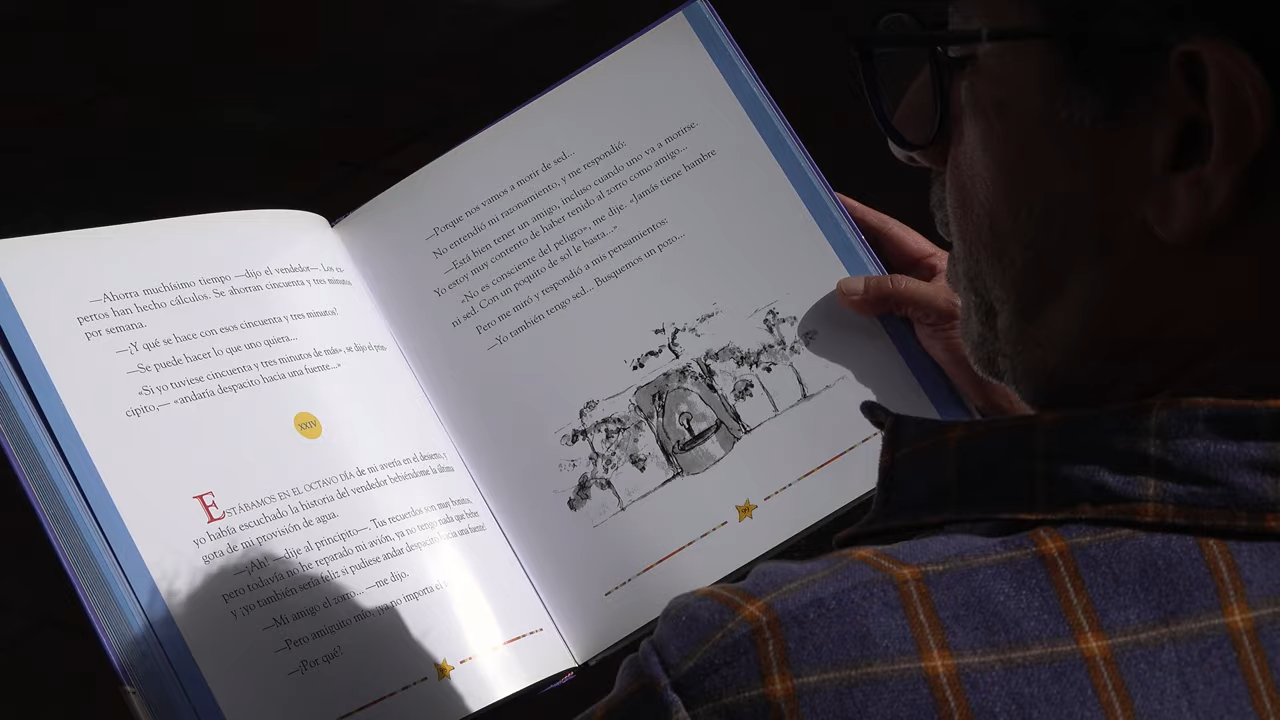 —Ahorra muchísimo tiempo —dijo el vendedor—. Los ex-
pertos han hecho cálculos. Se ahorran cincuenta y tres minutos
por semana.
—¿Y qué se hace con esos cincuenta y tres minutos?
—Se puede hacer lo que uno quiera...
«Si yo tuviese cincuenta y tres minutos de más», se dijo el prin-
cipito,— «andaría despacito hacia una fuente...»
XXIV
ESTÁBAMOS EN EL OCTAVO DÍA de mi avería en el desierto, y
yo había escuchado la historia del vendedor bebiéndome la última
gota de mi provisión de agua.
—¡Ah! —dije al principito—. Tus recuerdos son muy bonitos,
pero todavía no he reparado mi avión, ya no tengo nada que beber
y ¡yo también sería feliz si pudiese andar despacito hacia una fuente!
—Mi amigo el zorro... —me dijo.
—Pero amiguito mío, ¡ya no importa el
—¿Por qué?
—Porque nos vamos a morir de sed...
No entendió mi razonamiento, y me respondió:
—Está bien tener un amigo, incluso cuando uno va a morirse.
Yo estoy muy contento de haber tenido al zorro como amigo...
«No es consciente del peligro», me dije. «Jamás tiene hambre
ni sed. Con un poquito de sol le basta...»
Pero me miró y respondió a mis pensamientos:
—Yo también tengo sed... Busquemos un pozo...
99